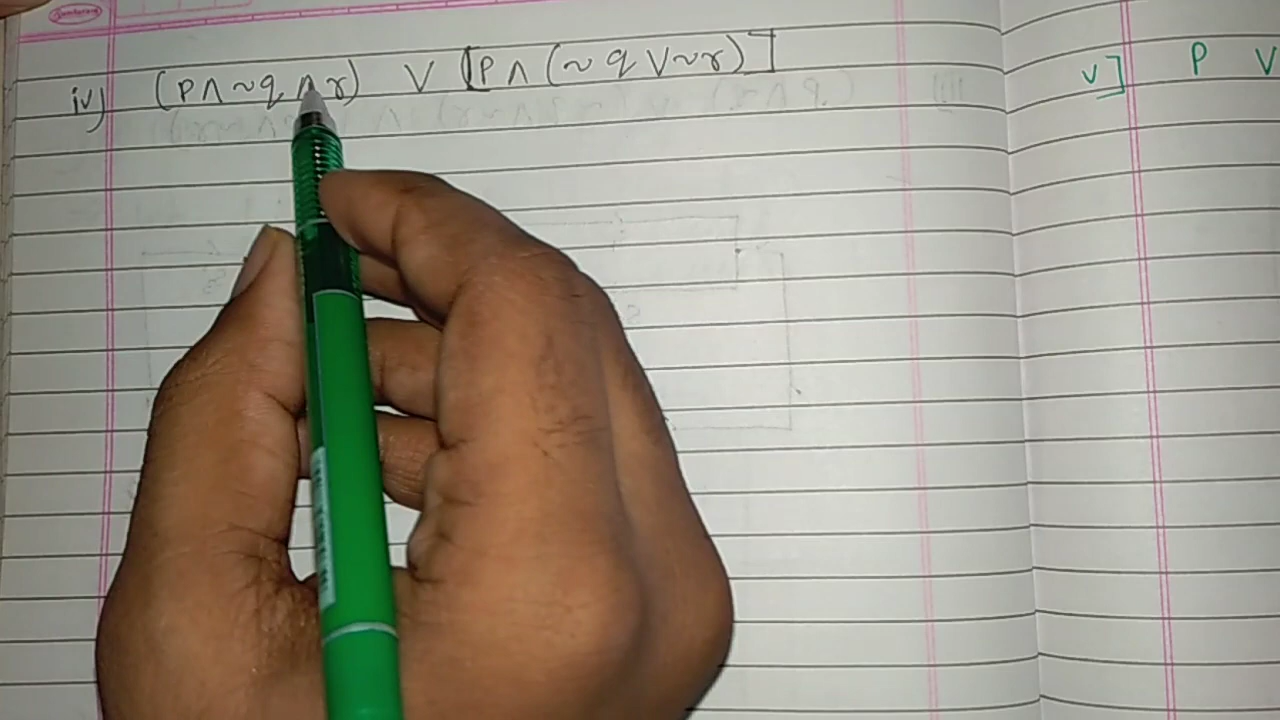 iv) (p ∧ ~q ∧ r) ∨ [p ∧ (~q ∨ ~r)]
v] P V